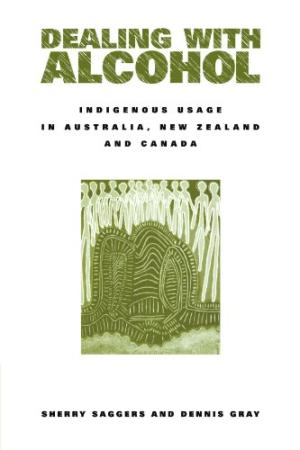 DEALING WITH
ALCOHOL
INDIGENOUS USAGE
IN AUSTRALIA, NEW ZEALAND
AND CANADA
SHERRY SAGGERS AND DENNIS GRAY